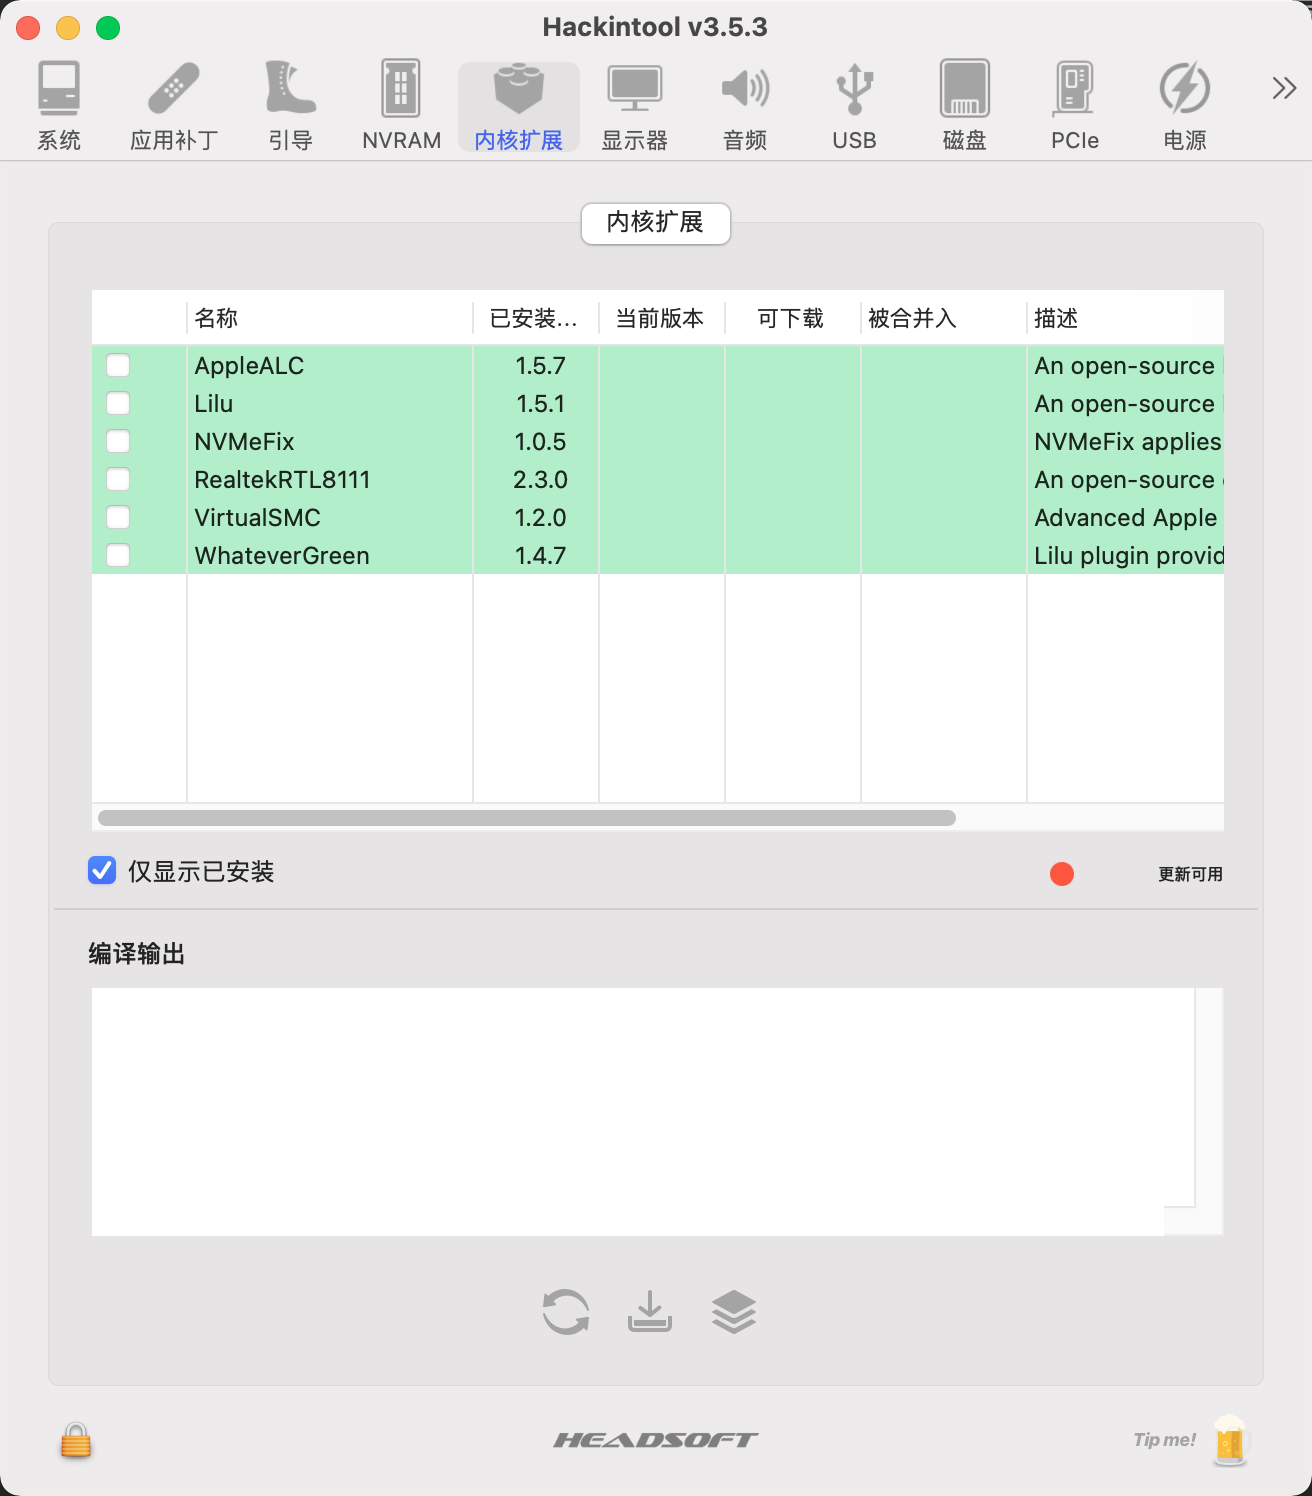 Hackintool v3.5.3
系统 应用补丁 引导 NVRAM 内核扩展 显示器 音频 USB 磁盘 PCIe 电源
内核扩展
名称 已安装... 当前版本 可下载 被合并入 描述
AppleALC 1.5.7 An open-source
Lilu 1.5.1 An open-source
NVMeFix 1.0.5 NVMeFix applies
RealtekRTL8111 2.3.0 An open-source
VirtualSMC 1.2.0 Advanced Apple
WhateverGreen 1.4.7 Lilu plugin provid
仅显示已安装 更新可用
编译输出
HEADSOFT Tip me!